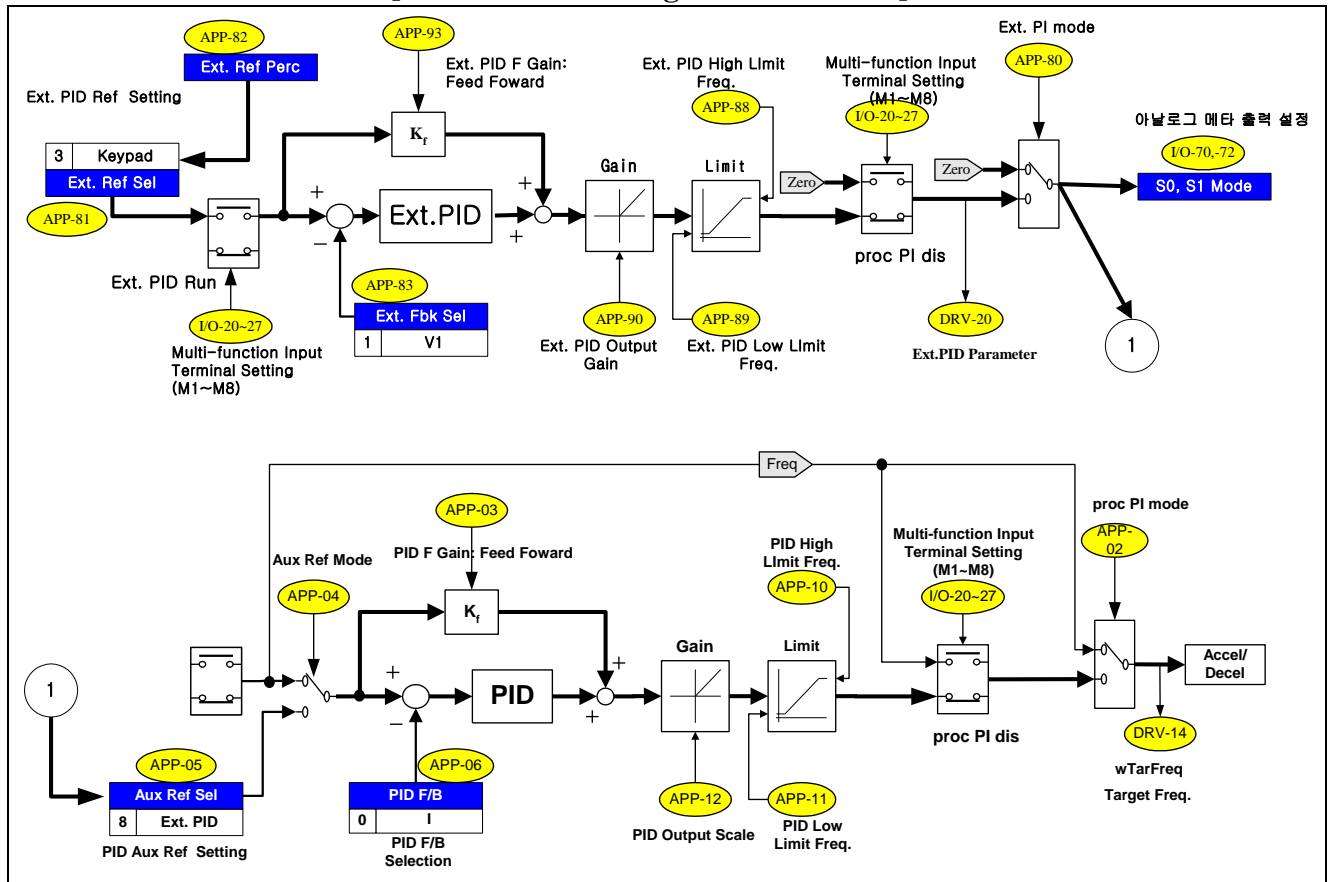 APP-82
Ext. Ref Perc
Ext. PID Ref Setting
3 Keypad
Ext. Ref Sel
APP-81
Ext. PID Run
I/O-20~27
Multi-function Input
Terminal Setting
(M1~M8)
APP-93
Ext. PID F Gain:
Feed Foward
Kf
+
−
Ext.PID
+
+
APP-83
Ext. Fbk Sel
1 V1
Gain
APP-90
Ext. PID Output
Gain
Ext. PID High LImit
Freq.
APP-88
Limit
APP-89
Ext. PID Low LImit
Freq.
Multi-function Input
Terminal Setting
(M1~M8)
I/O-20~27
Zero
proc PI dis
DRV-20
Ext.PID Parameter
Ext. PI mode
APP-80
Zero
아날로그 메타 출력 설정
I/O-70,-72
S0, S1 Mode
1
Freq
1
APP-05
Aux Ref Sel
8 Ext. PID
PID Aux Ref Setting
Aux Ref Mode
APP-04
APP-03
PID F Gain: Feed Foward
Kf
+
−
PID
+
+
APP-06
PID F/B
0 I
PID F/B
Selection
Gain
APP-12
PID Output Scale
PID High
LImit Freq.
APP-10
Limit
APP-11
PID Low
Limit Freq.
Multi-function Input
Terminal Setting
(M1~M8)
I/O-20~27
proc PI dis
proc PI mode
APP-
02
Accel/
Decel
DRV-14
wTarFreq
Target Freq.